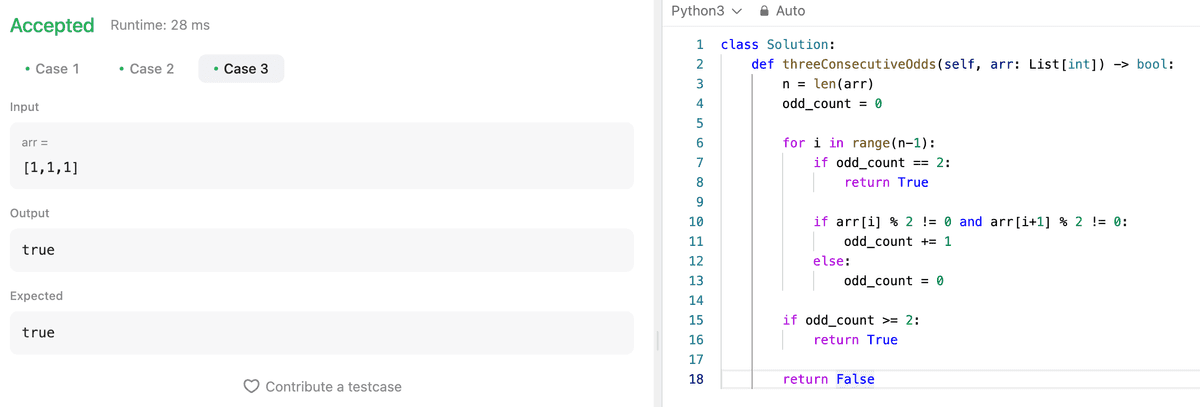 Accepted Runtime: 28 ms
• Case 1 • Case 2 • Case 3
Input
arr =
[1,1,1]
Output
true
Expected
true
Contribute a testcase
Python3 Auto
1 class Solution:
2 def threeConsecutiveOdds(self, arr: List[int]) -> bool:
3 n = len(arr)
4 odd_count = 0
5
6 for i in range(n-1):
7 if odd_count == 2:
8 return True
9
10 if arr[i] % 2 != 0 and arr[i+1] % 2 != 0:
11 odd_count += 1
12 else:
13 odd_count = 0
14
15 if odd_count >= 2:
16 return True
17
18 return False